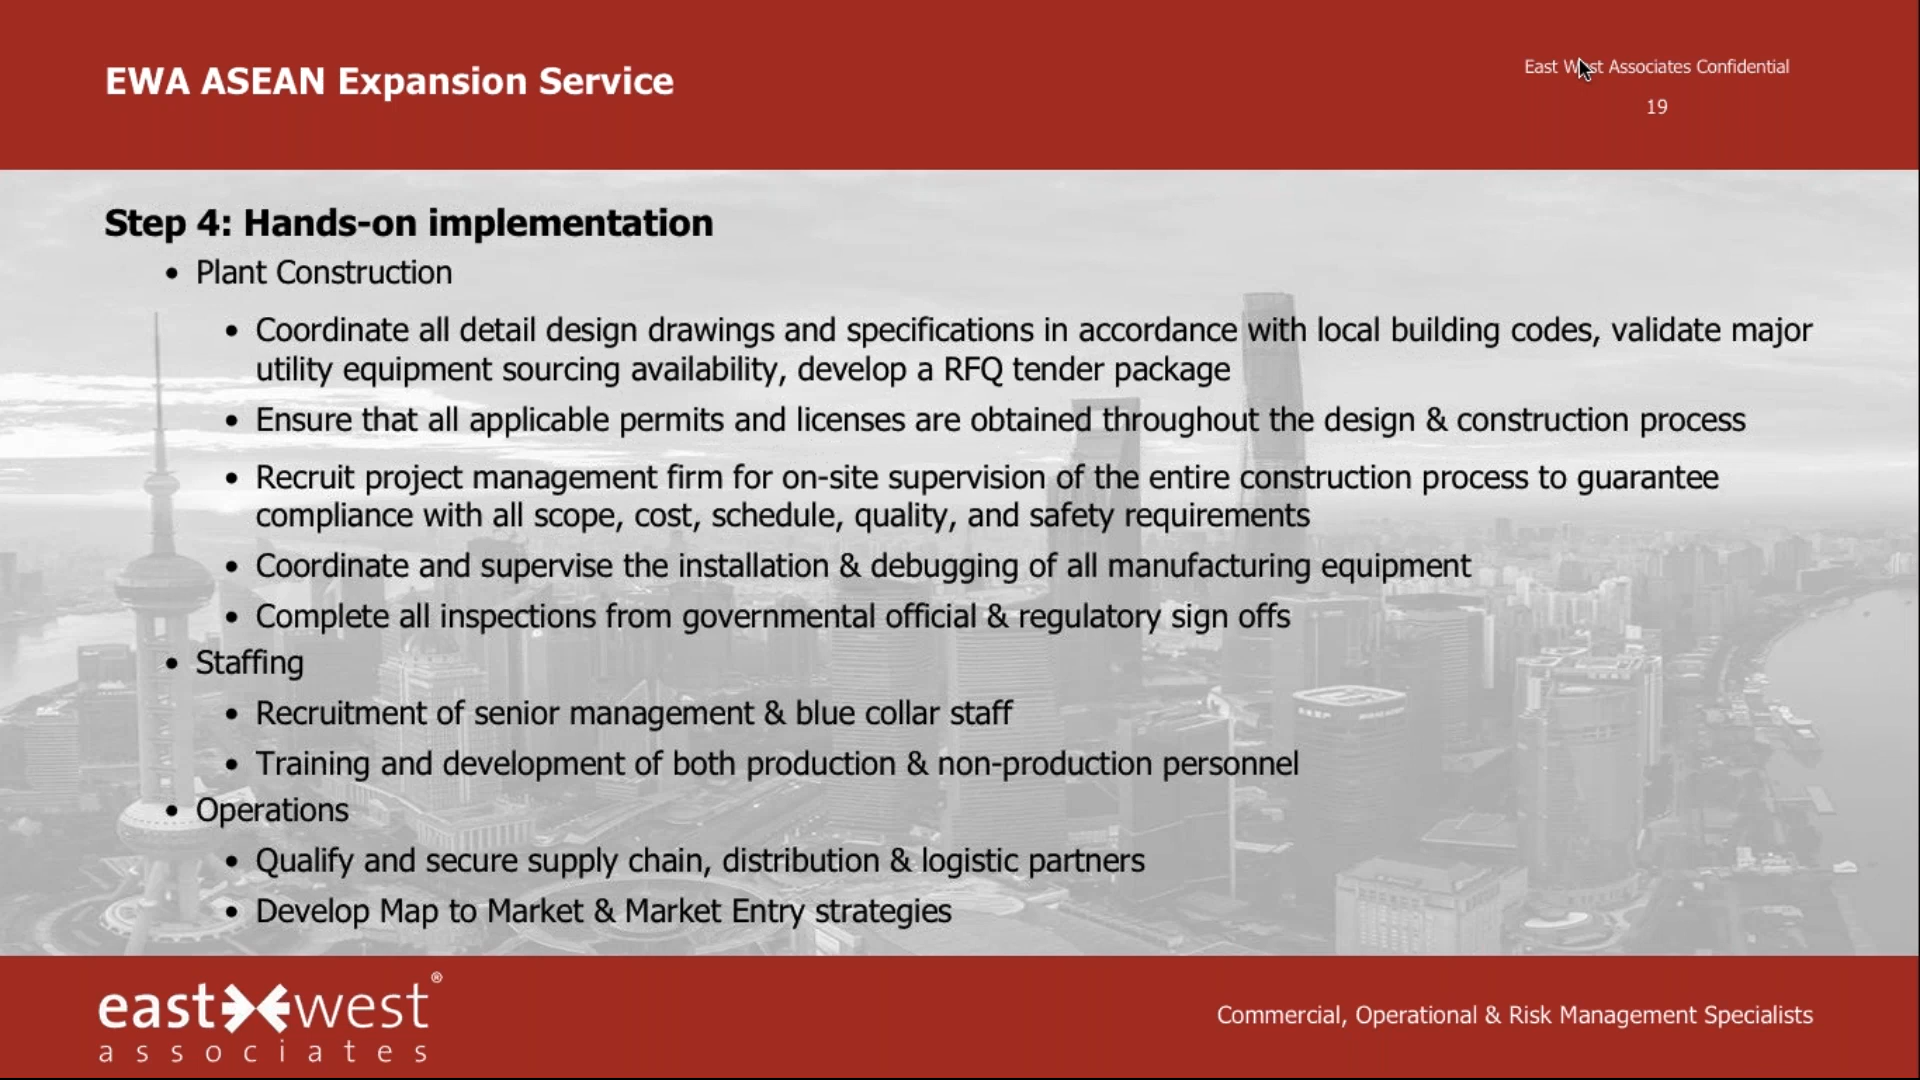 EWA ASEAN Expansion Service
East West Associates Confidential
19
Step 4: Hands-on implementation
• Plant Construction
• Coordinate all detail design drawings and specifications in accordance with local building codes, validate major
utility equipment sourcing availability, develop a RFQ tender package
• Ensure that all applicable permits and licenses are obtained throughout the design & construction process
• Recruit project management firm for on-site supervision of the entire construction process to guarantee
compliance with all scope, cost, schedule, quality, and safety requirements
• Coordinate and supervise the installation & debugging of all manufacturing equipment
• Complete all inspections from governmental official & regulatory sign offs
• Staffing
• Recruitment of senior management & blue collar staff
• Training and development of both production & non-production personnel
• Operations
• Qualify and secure supply chain, distribution & logistic partners
• Develop Map to Market & Market Entry strategies
east west®
associates
Commercial, Operational & Risk Management Specialists